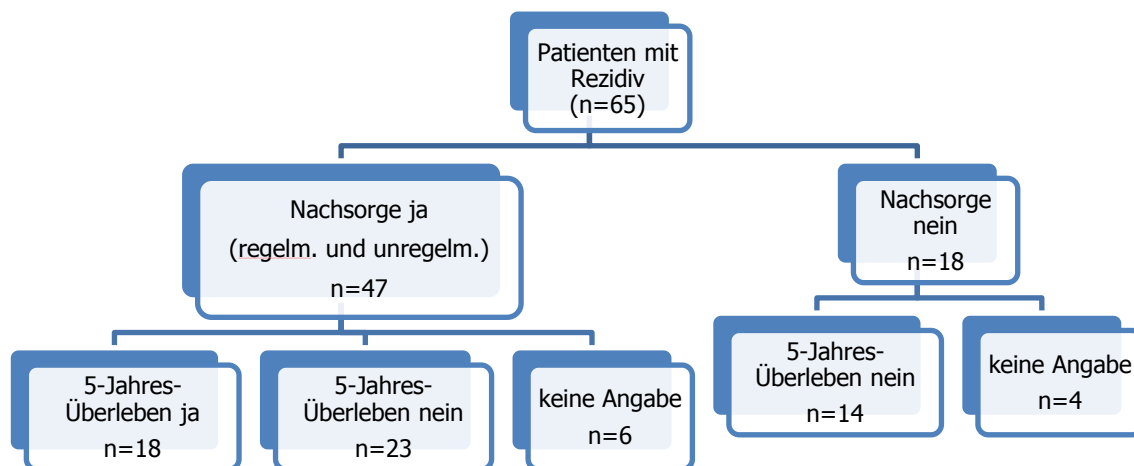 Patienten mit
Rezidiv
(n=65)
Nachsorge ja
(regelm. und unregelm.)
n=47
Nachsorge
nein
n=18
5-Jahres-
Überleben ja
n=18
5-Jahres-
Überleben nein
n=23
keine Angabe
n=6
5-Jahres-
Überleben nein
n=14
keine Angabe
n=4